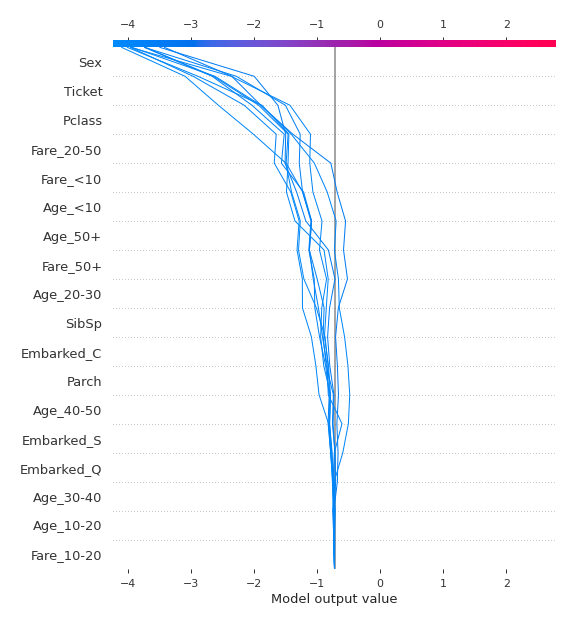 −4 −3 −2 −1 0 1 2
Sex
Ticket
Pclass
Fare_20-50
Fare_<10
Age_<10
Age_50+
Fare_50+
Age_20-30
SibSp
Embarked_C
Parch
Age_40-50
Embarked_S
Embarked_Q
Age_30-40
Age_10-20
Fare_10-20
−4 −3 −2 −1 0 1 2
Model output value